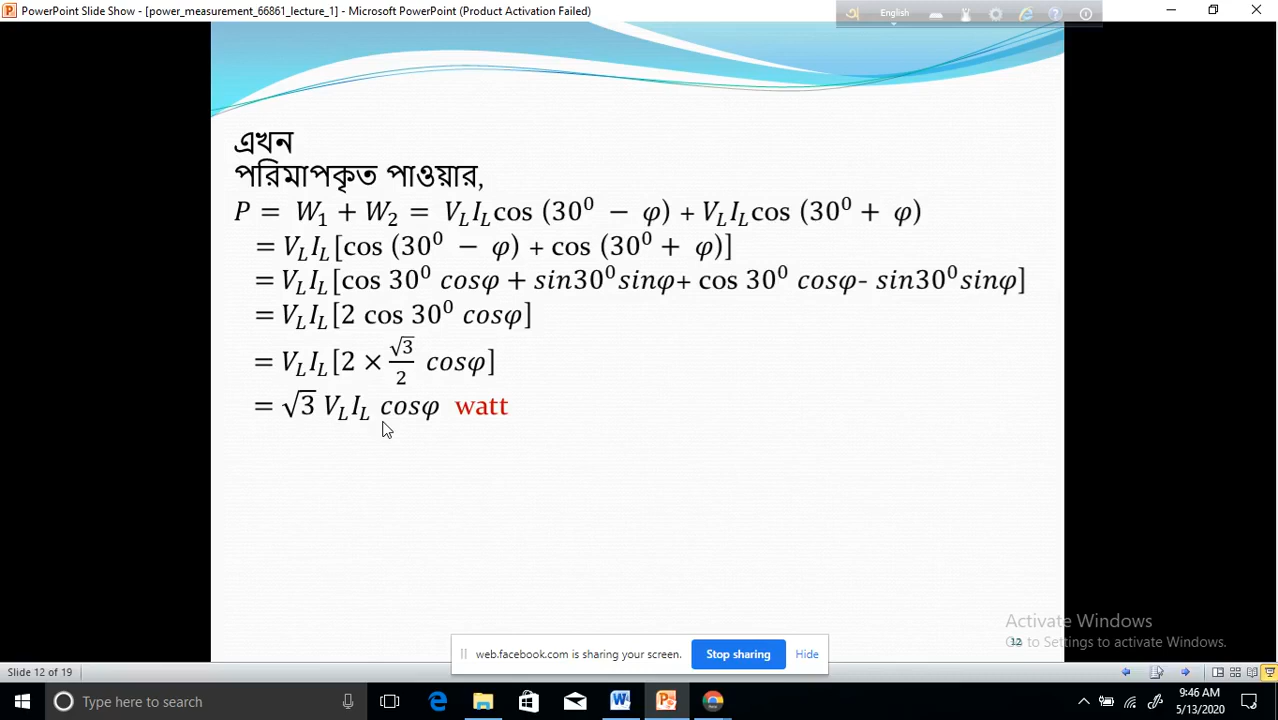 PowerPoint Slide Show - [power_measurement_66861_lecture_1] - Microsoft PowerPoint (Product Activation Failed)
English
এখন
পরিমাপকৃত পাওয়ার,
P = W₁ + W₂ = V_L I_L cos (30⁰ − φ) + V_L I_L cos (30⁰ + φ)
= V_L I_L [cos (30⁰ − φ) + cos (30⁰ + φ)]
= V_L I_L [cos 30⁰ cosφ + sin30⁰sinφ+ cos 30⁰ cosφ- sin30⁰sinφ]
= V_L I_L [2 cos 30⁰ cosφ]
= V_L I_L [2 × √3/2 cosφ]
= √3 V_L I_L cosφ watt
Activate Windows
Go to Settings to activate Windows.
12
web.facebook.com is sharing your screen. Stop sharing Hide
Slide 12 of 19
Type here to search
9:46 AM
5/13/2020